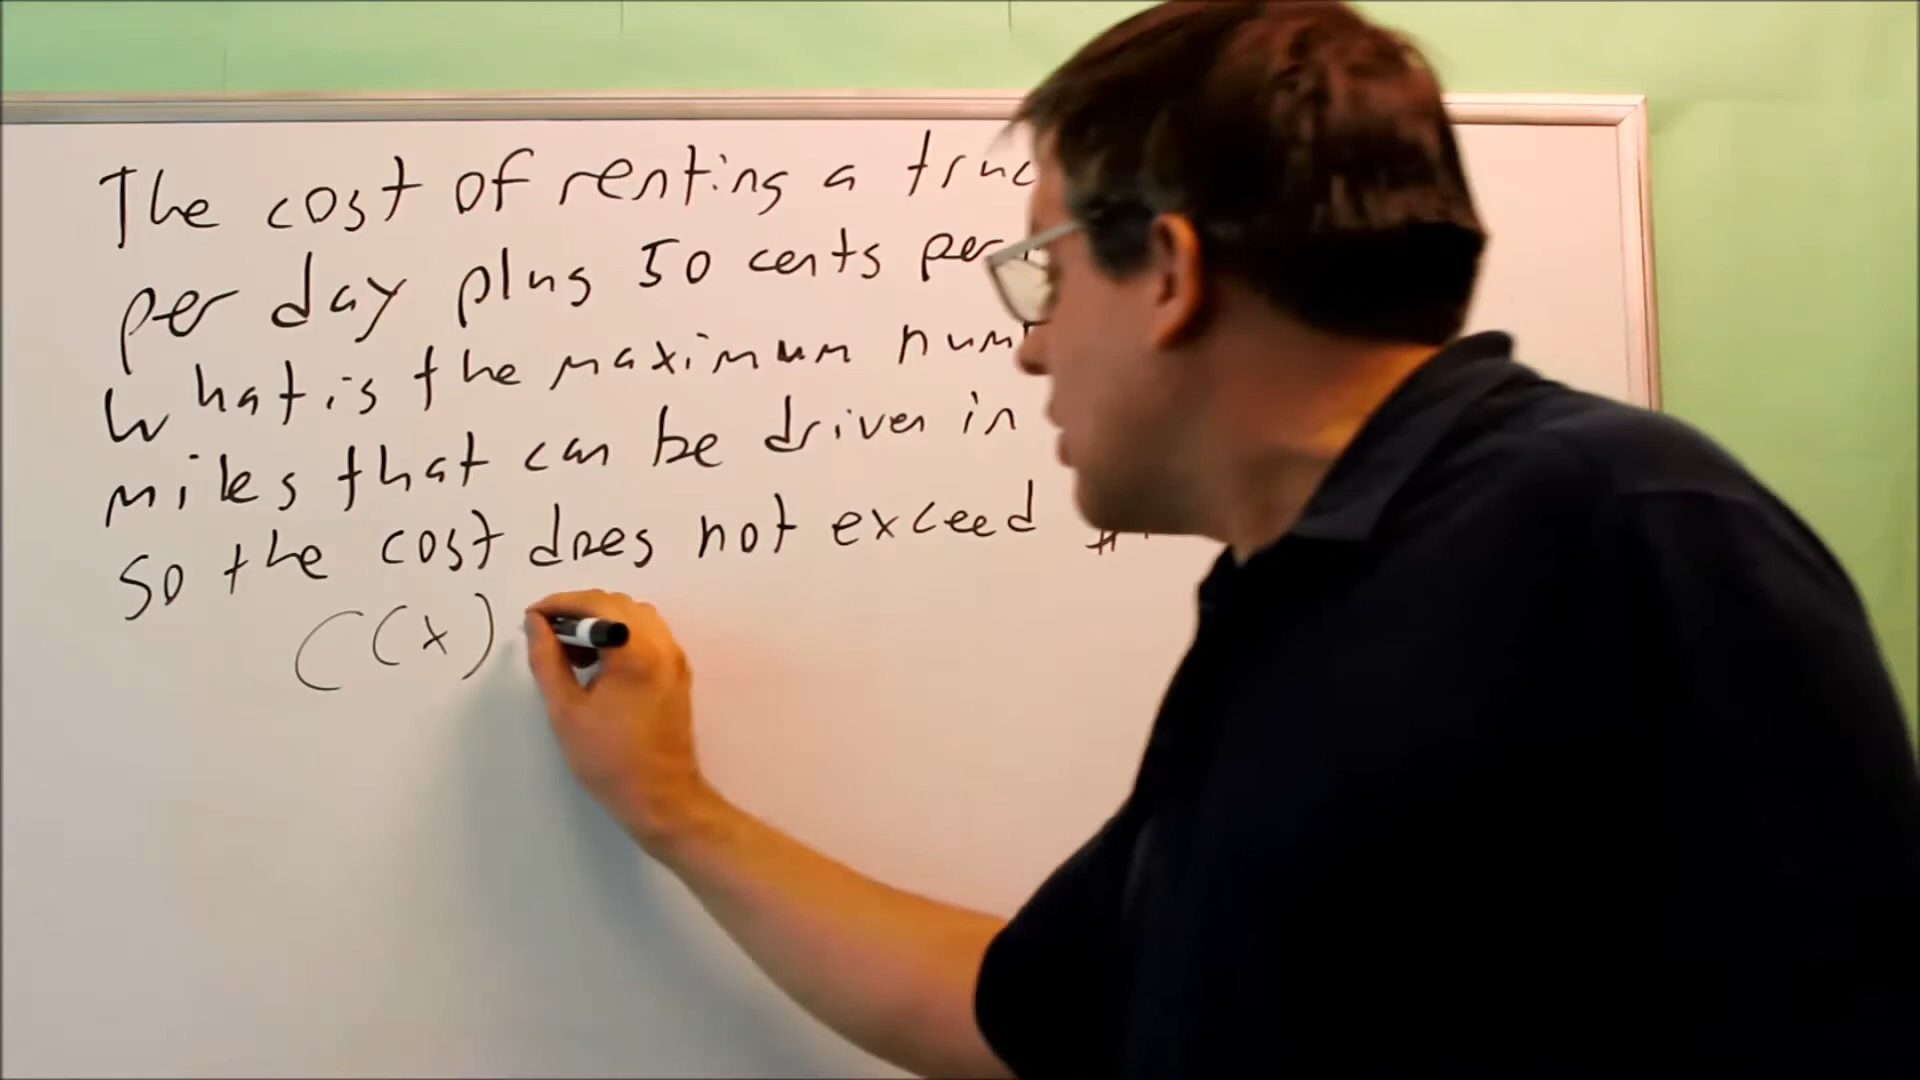 The cost of renting a truc
per day plus 50 cents per
What is the maximum num
miles that can be driven in
So the cost does not exceed $
C(x)